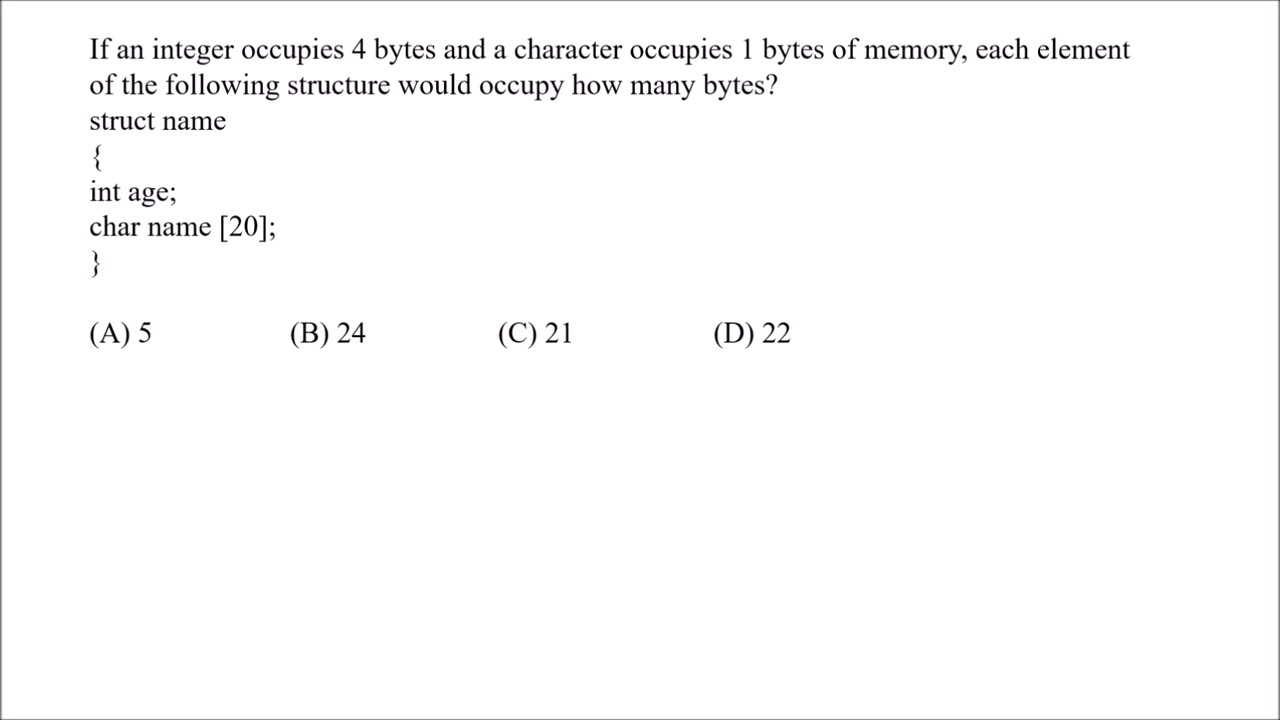 If an integer occupies 4 bytes and a character occupies 1 bytes of memory, each element
of the following structure would occupy how many bytes?
struct name
{
int age;
char name [20];
}
(A) 5 (B) 24 (C) 21 (D) 22